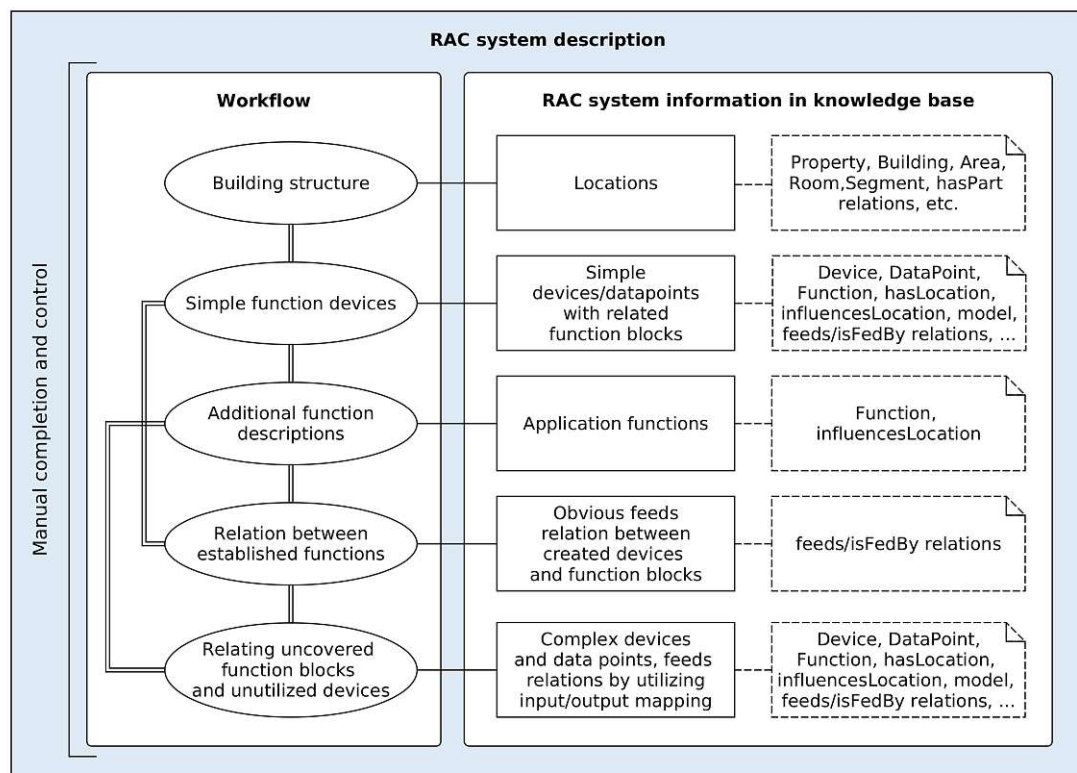 RAC system description
Manual completion and control
Workflow
RAC system information in knowledge base
Building structure
Locations
Property, Building, Area,
Room,Segment, hasPart
relations, etc.
Simple function devices
Simple
devices/datapoints
with related
function blocks
Device, DataPoint,
Function, hasLocation,
influencesLocation, model,
feeds/isFedBy relations, ...
Additional function
descriptions
Application functions
Function,
influencesLocation
Relation between
established functions
Obvious feeds
relation between
created devices
and function blocks
feeds/isFedBy relations
Relating uncovered
function blocks
and unutilized devices
Complex devices
and data points, feeds
relations by utilizing
input/output mapping
Device, DataPoint,
Function, hasLocation,
influencesLocation, model,
feeds/isFedBy relations, ...